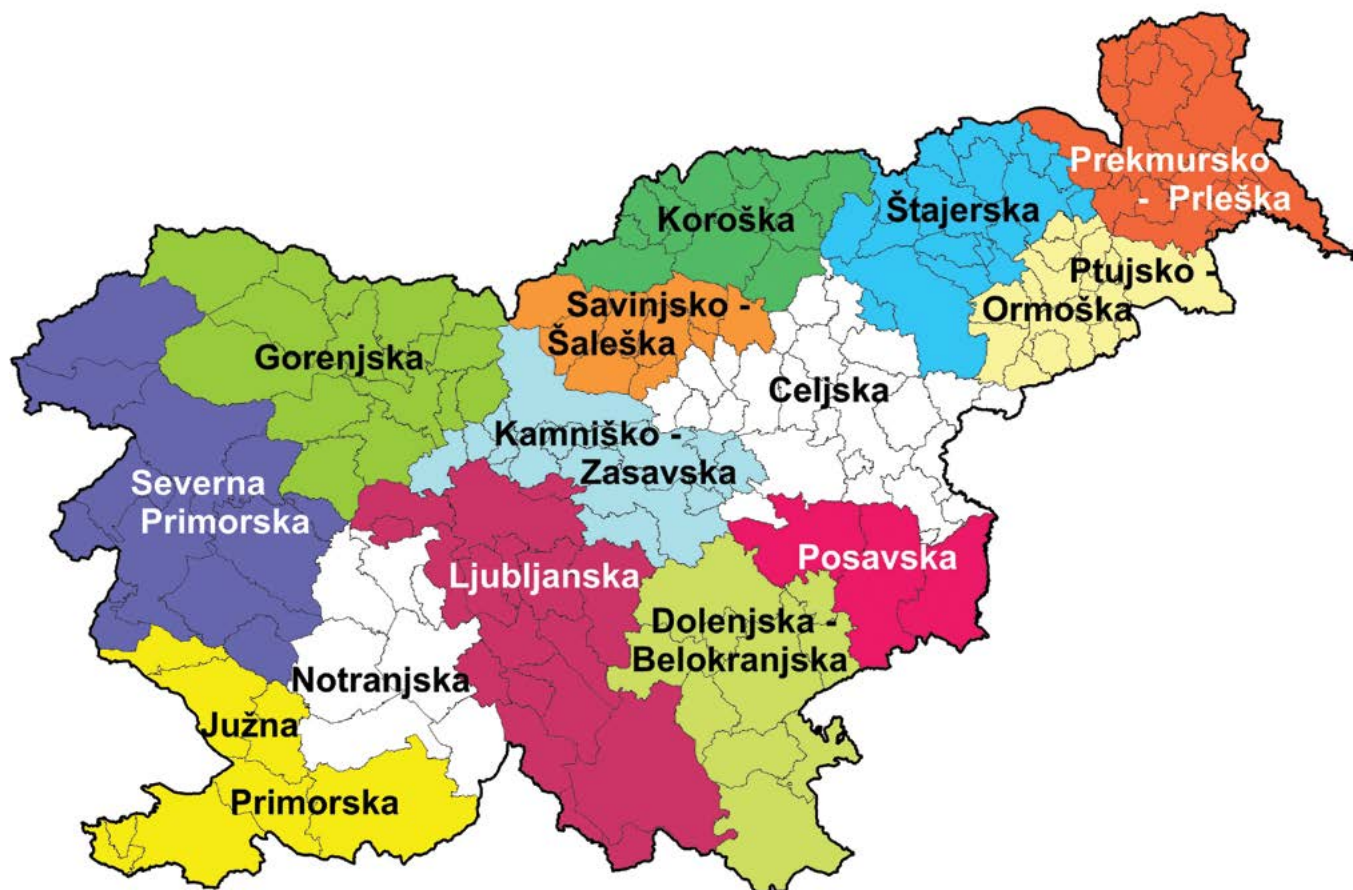 Prekmursko
- Prleška
Koroška
Štajerska
Ptujsko -
Ormoška
Savinjsko -
Šaleška
Gorenjska
Celjska
Kamniško -
Zasavska
Severna
Primorska
Ljubljanska
Posavska
Dolenjska -
Belokranjska
Notranjska
Južna
Primorska